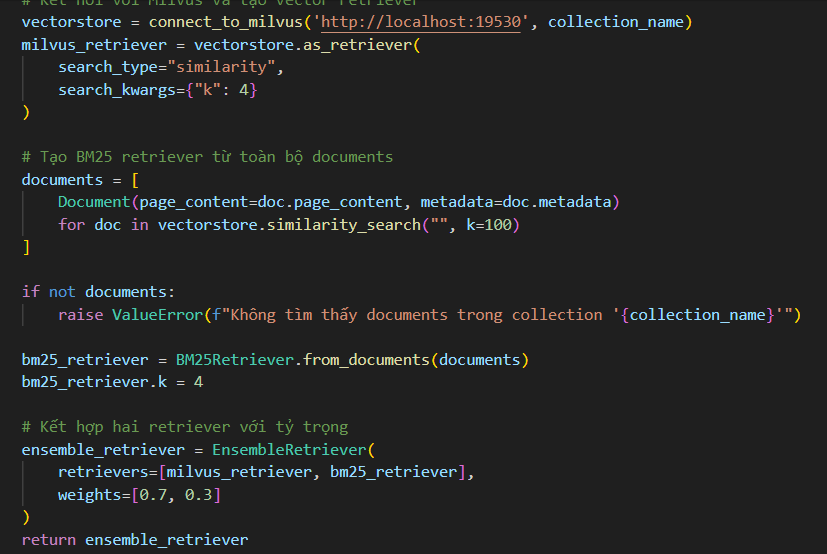 # Kết nối với Milvus và tạo vector retriever
vectorstore = connect_to_milvus('http://localhost:19530', collection_name)
milvus_retriever = vectorstore.as_retriever(
    search_type="similarity",
    search_kwargs={"k": 4}
)

# Tạo BM25 retriever từ toàn bộ documents
documents = [
    Document(page_content=doc.page_content, metadata=doc.metadata)
    for doc in vectorstore.similarity_search("", k=100)
]

if not documents:
    raise ValueError(f"Không tìm thấy documents trong collection '{collection_name}'")

bm25_retriever = BM25Retriever.from_documents(documents)
bm25_retriever.k = 4

# Kết hợp hai retriever với tỷ trọng
ensemble_retriever = EnsembleRetriever(
    retrievers=[milvus_retriever, bm25_retriever],
    weights=[0.7, 0.3]
)
return ensemble_retriever